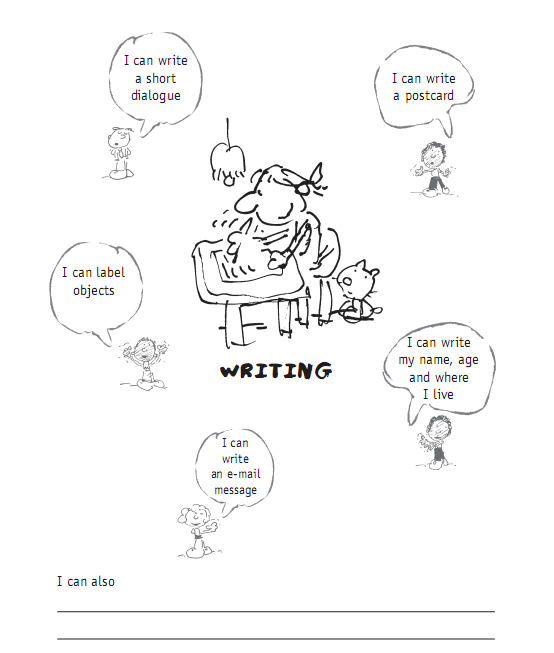 I can write
a short
dialogue
I can write
a postcard
I can label
objects
WRITING
I can write
my name, age
and where
I live
I can
write
an e-mail
message
I can also